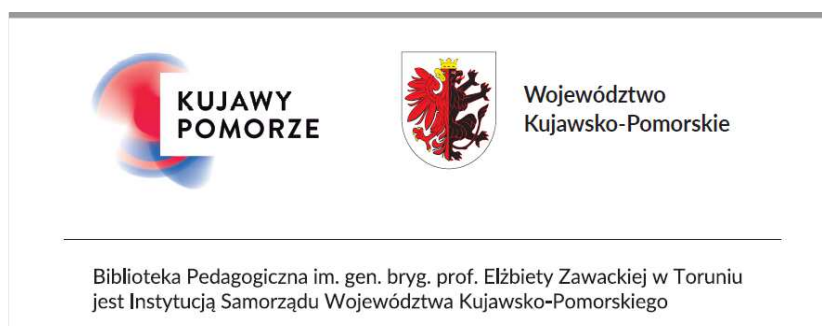 KUJAWY
POMORZE
Województwo
Kujawsko-Pomorskie
Biblioteka Pedagogiczna im. gen. bryg. prof. Elżbiety Zawackiej w Toruniu
jest Instytucją Samorządu Województwa Kujawsko-Pomorskiego